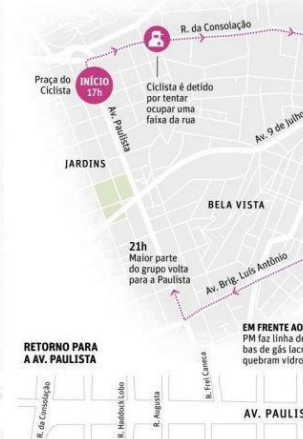 R. da Consolação
Praça do
Ciclista
INÍCIO
17h
Ciclista é detido
por tentar
ocupar uma
faixa da rua
Av. Paulista
Av. 9 de Julho
JARDINS
BELA VISTA
21h
Maior parte
do grupo volta
para a Paulista
Av. Brig. Luís Antônio
EM FRENTE AO
PM faz linha de
bas de gás lacr
quebram vidro
RETORNO PARA
A AV. PAULISTA
R. da Consolação
R. Haddock Lobo
R. Augusta
R. Frei Caneca
AV. PAULIS